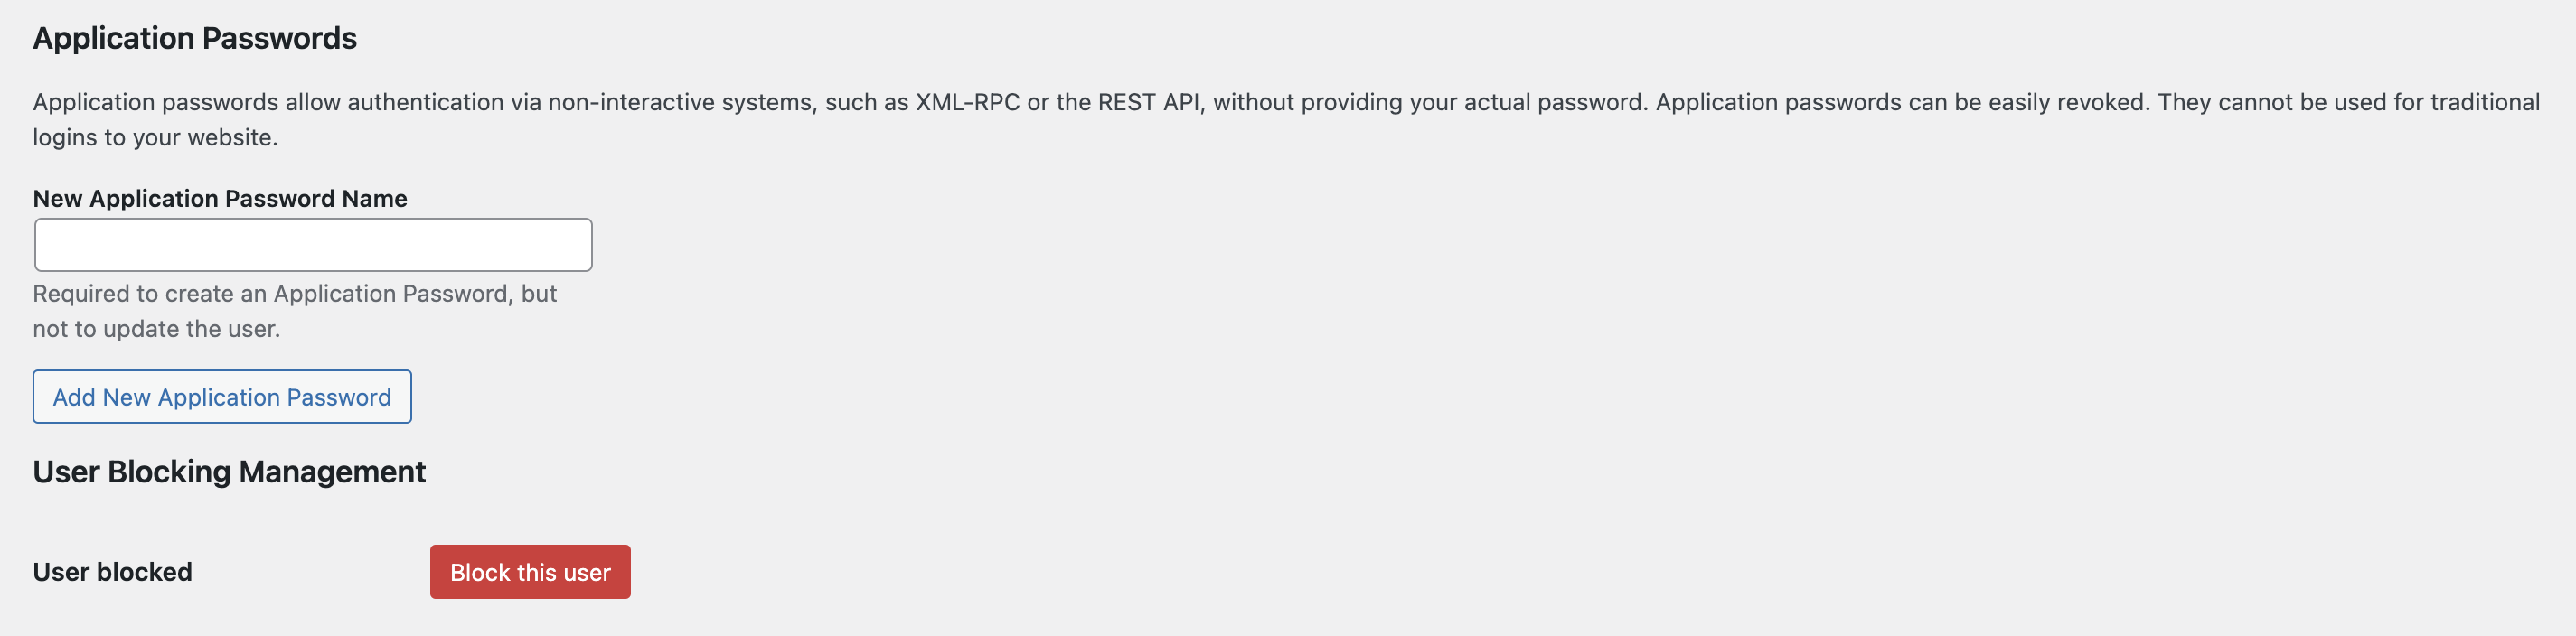 Application Passwords
Application passwords allow authentication via non-interactive systems, such as XML-RPC or the REST API, without providing your actual password. Application passwords can be easily revoked. They cannot be used for traditional
logins to your website.
New Application Password Name
Required to create an Application Password, but
not to update the user.
Add New Application Password
User Blocking Management
User blocked
Block this user